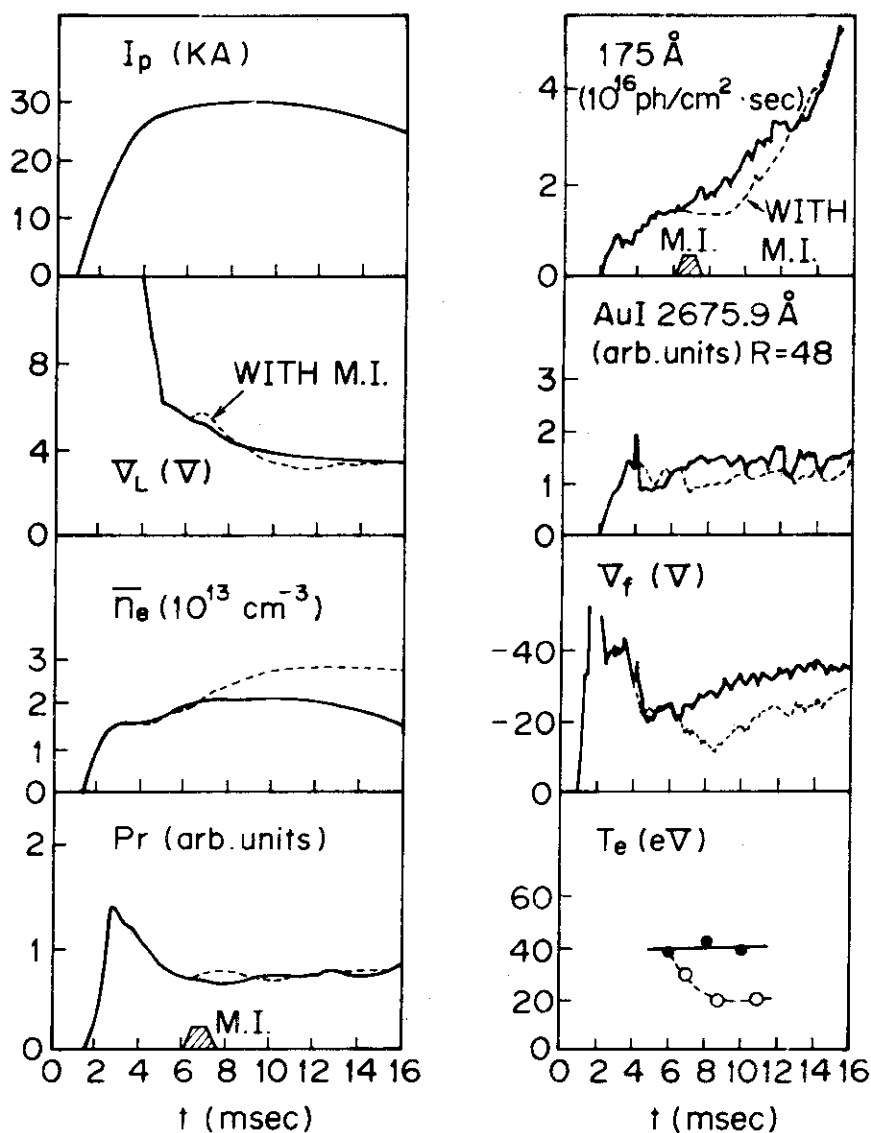 I_p (KA)
30
20
10
0
8
4
0
WITH M.I.
V_L (V)
n̅_e (10^13 cm^-3)
3
2
1
0
Pr (arb.units)
2
1
0
M.I.
0 2 4 6 8 10 12 14 16
t (msec)
175 Å
(10^16 ph/cm^2 · sec)
4
2
0
WITH
M.I.
M.I.
AuI 2675.9 Å
(arb.units) R=48
3
2
1
0
V_f (V)
-40
-20
0
T_e (eV)
60
40
20
0
0 2 4 6 8 10 12 14 16
t (msec)